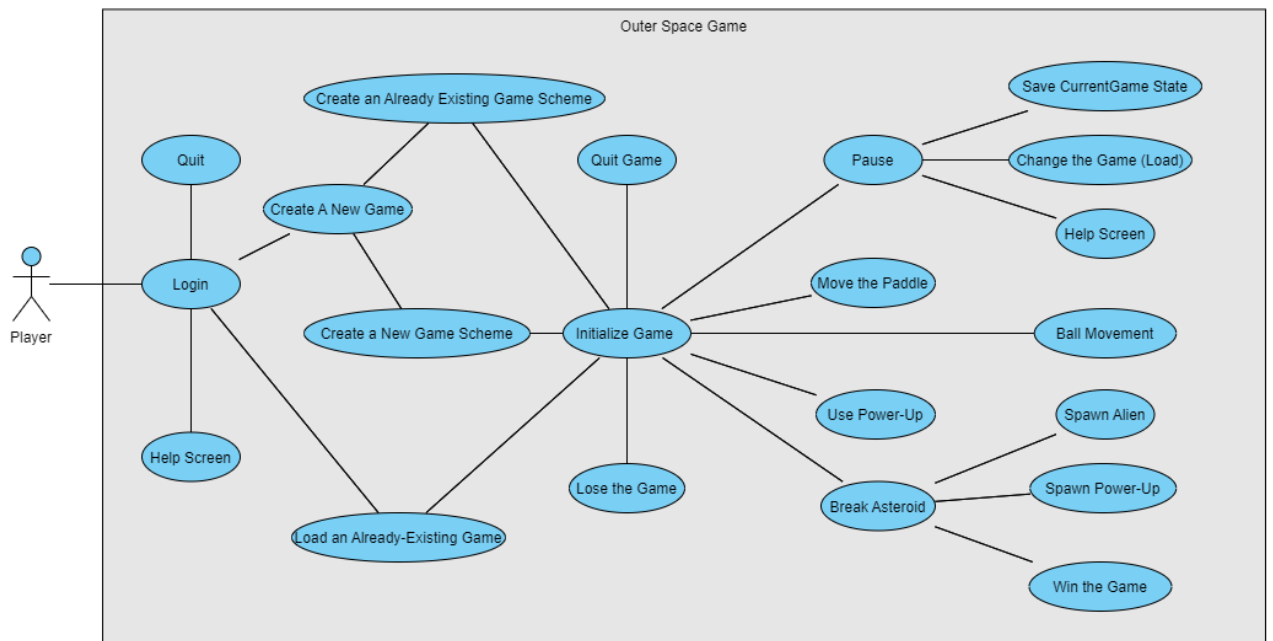 Outer Space Game
Save CurrentGame State
Create an Already Existing Game Scheme
Quit
Quit Game
Pause
Change the Game (Load)
Create A New Game
Help Screen
Login
Move the Paddle
Player
Create a New Game Scheme
Initialize Game
Ball Movement
Use Power-Up
Spawn Alien
Help Screen
Lose the Game
Spawn Power-Up
Break Asteroid
Load an Already-Existing Game
Win the Game